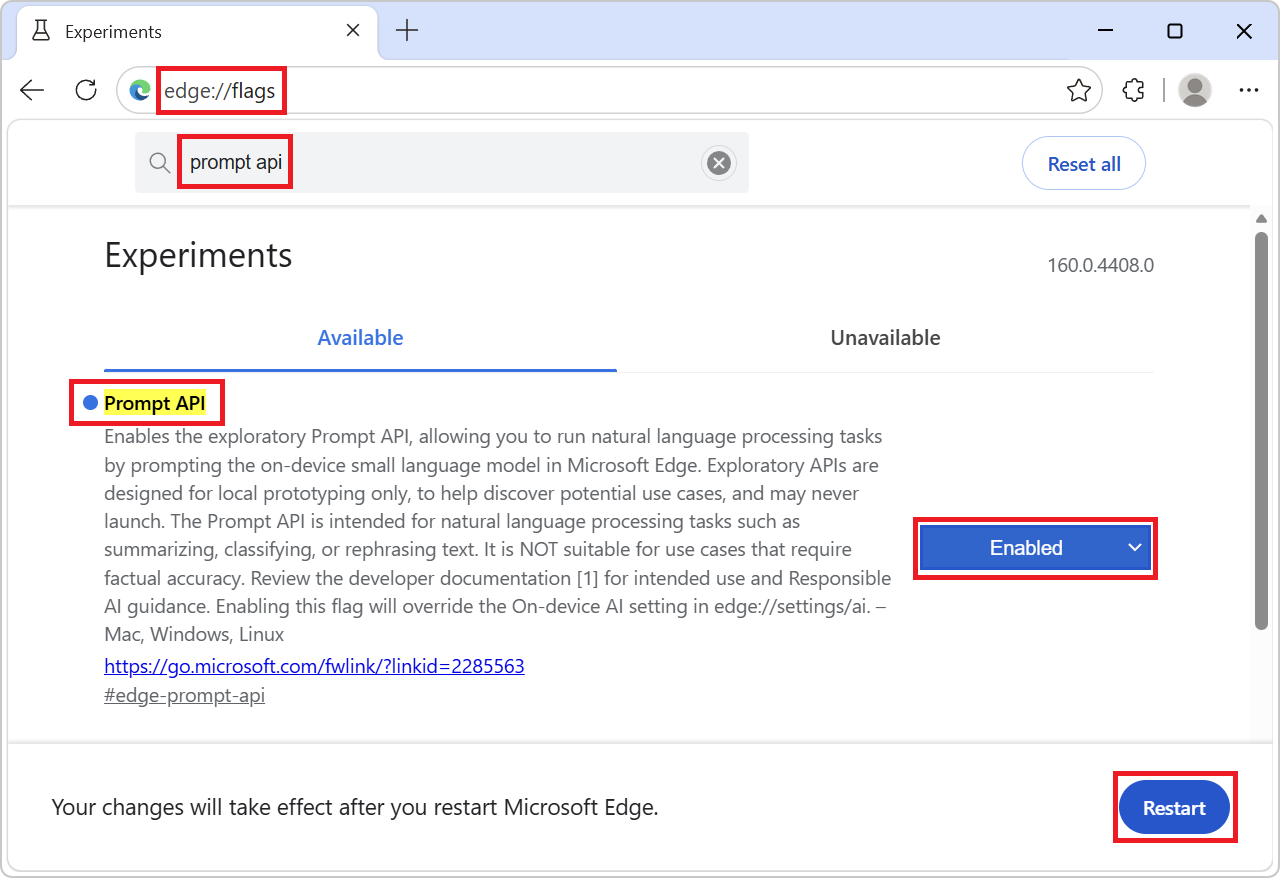 Experiments
edge://flags
prompt api
Reset all
Experiments
160.0.4408.0
Available
Unavailable
Prompt API
Enables the exploratory Prompt API, allowing you to run natural language processing tasks
by prompting the on-device small language model in Microsoft Edge. Exploratory APIs are
designed for local prototyping only, to help discover potential use cases, and may never
launch. The Prompt API is intended for natural language processing tasks such as
summarizing, classifying, or rephrasing text. It is NOT suitable for use cases that require
factual accuracy. Review the developer documentation [1] for intended use and Responsible
AI guidance. Enabling this flag will override the On-device AI setting in edge://settings/ai. –
Mac, Windows, Linux
https://go.microsoft.com/fwlink/?linkid=2285563
#edge-prompt-api
Enabled
Your changes will take effect after you restart Microsoft Edge.
Restart